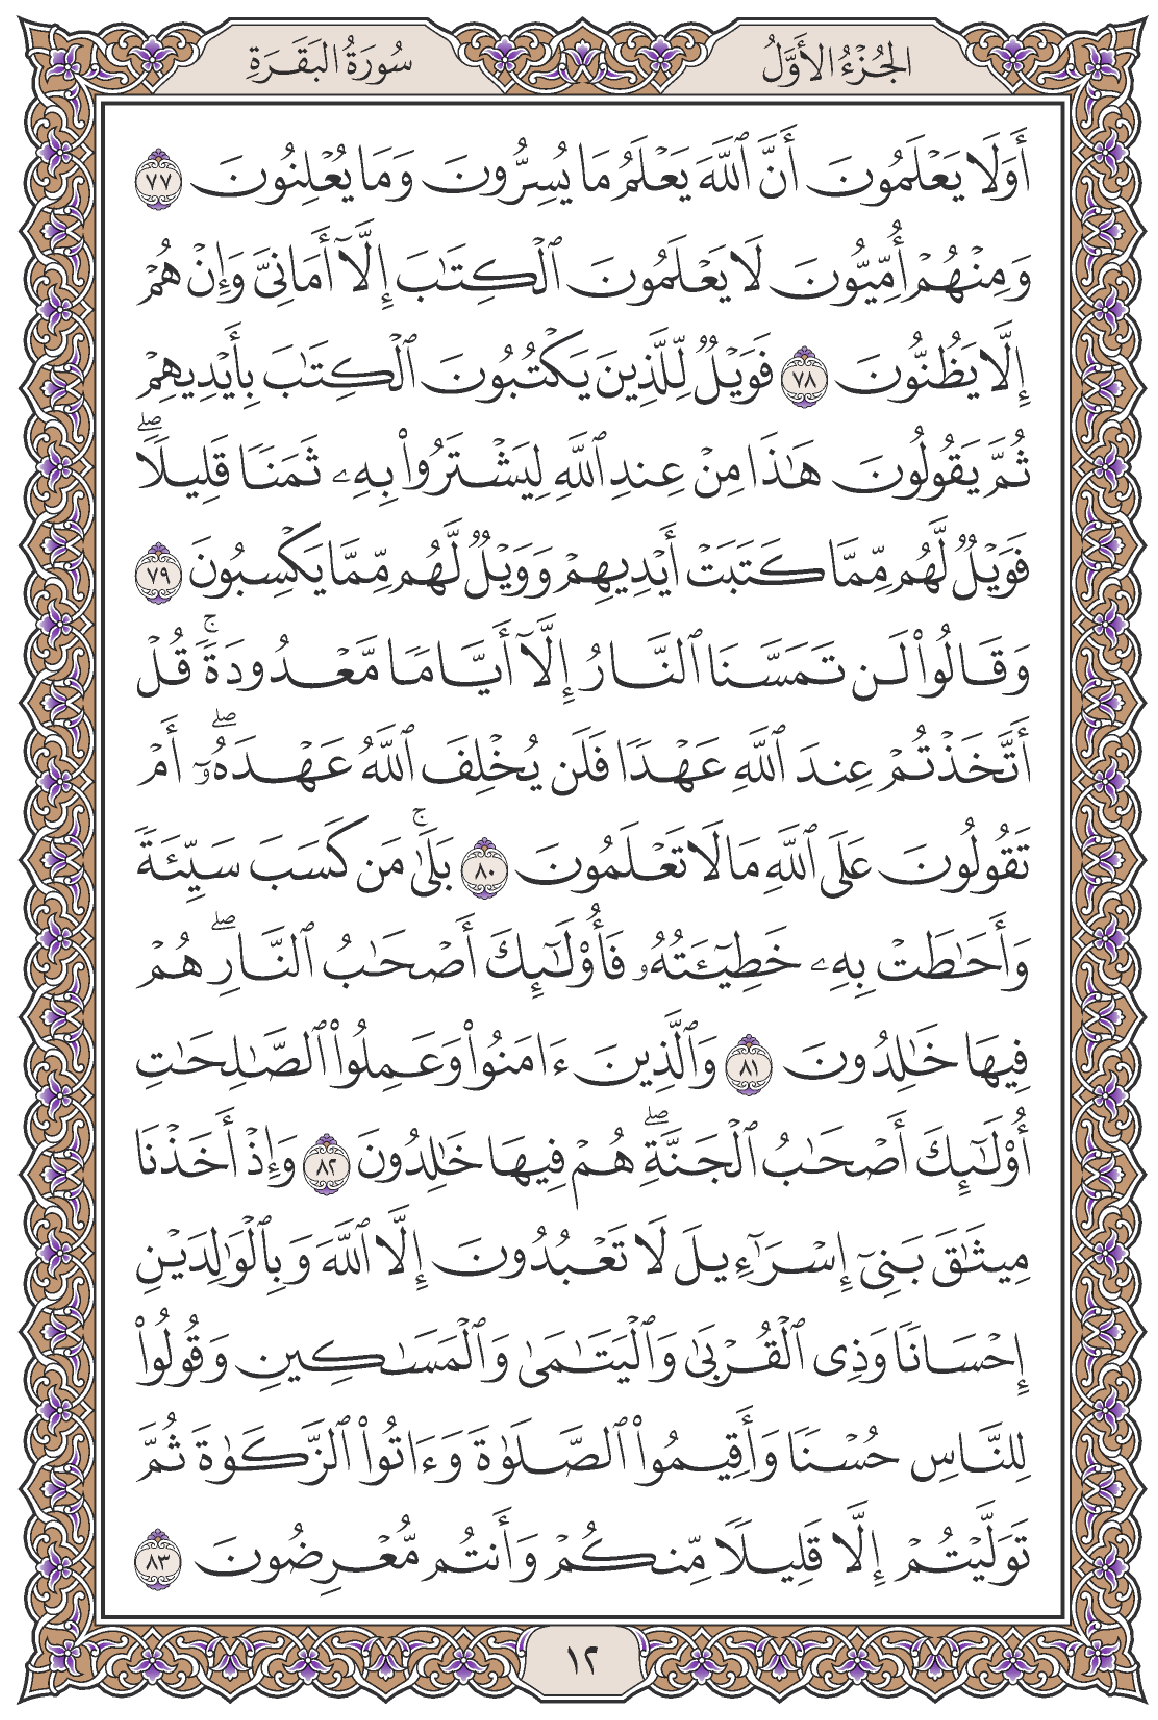 الجُزْءُ الأَوَّلُ
سُورَةُ البَقَرَةِ
أَوَلَا يَعْلَمُونَ أَنَّ ٱللَّهَ يَعْلَمُ مَا يُسِرُّونَ وَمَا يُعْلِنُونَ ٧٧
وَمِنْهُمْ أُمِّيُّونَ لَا يَعْلَمُونَ ٱلْكِتَٰبَ إِلَّآ أَمَانِىَّ وَإِنْ هُمْ
إِلَّا يَظُنُّونَ ٧٨ فَوَيْلٌ لِّلَّذِينَ يَكْتُبُونَ ٱلْكِتَٰبَ بِأَيْدِيهِمْ
ثُمَّ يَقُولُونَ هَٰذَا مِنْ عِندِ ٱللَّهِ لِيَشْتَرُوا۟ بِهِۦ ثَمَنًا قَلِيلًا ۖ
فَوَيْلٌ لَّهُم مِّمَّا كَتَبَتْ أَيْدِيهِمْ وَوَيْلٌ لَّهُم مِّمَّا يَكْسِبُونَ ٧٩
وَقَالُوا۟ لَن تَمَسَّنَا ٱلنَّارُ إِلَّآ أَيَّامًا مَّعْدُودَةً ۚ قُلْ
أَتَّخَذْتُمْ عِندَ ٱللَّهِ عَهْدًا فَلَن يُخْلِفَ ٱللَّهُ عَهْدَهُۥٓ ۖ أَمْ
تَقُولُونَ عَلَى ٱللَّهِ مَا لَا تَعْلَمُونَ ٨٠ بَلَىٰ ۚ مَن كَسَبَ سَيِّئَةً
وَأَحَٰطَتْ بِهِۦ خَطِيٓـَٔتُهُۥ فَأُو۟لَٰٓئِكَ أَصْحَٰبُ ٱلنَّارِ ۖ هُمْ
فِيهَا خَٰلِدُونَ ٨١ وَٱلَّذِينَ ءَامَنُوا۟ وَعَمِلُوا۟ ٱلصَّٰلِحَٰتِ
أُو۟لَٰٓئِكَ أَصْحَٰبُ ٱلْجَنَّةِ ۖ هُمْ فِيهَا خَٰلِدُونَ ٨٢ وَإِذْ أَخَذْنَا
مِيثَٰقَ بَنِىٓ إِسْرَٰٓءِيلَ لَا تَعْبُدُونَ إِلَّا ٱللَّهَ وَبِٱلْوَٰلِدَيْنِ
إِحْسَانًا وَذِى ٱلْقُرْبَىٰ وَٱلْيَتَٰمَىٰ وَٱلْمَسَٰكِينِ وَقُولُوا۟
لِلنَّاسِ حُسْنًا وَأَقِيمُوا۟ ٱلصَّلَوٰةَ وَءَاتُوا۟ ٱلزَّكَوٰةَ ثُمَّ
تَوَلَّيْتُمْ إِلَّا قَلِيلًا مِّنكُمْ وَأَنتُم مُّعْرِضُونَ ٨٣
١٢